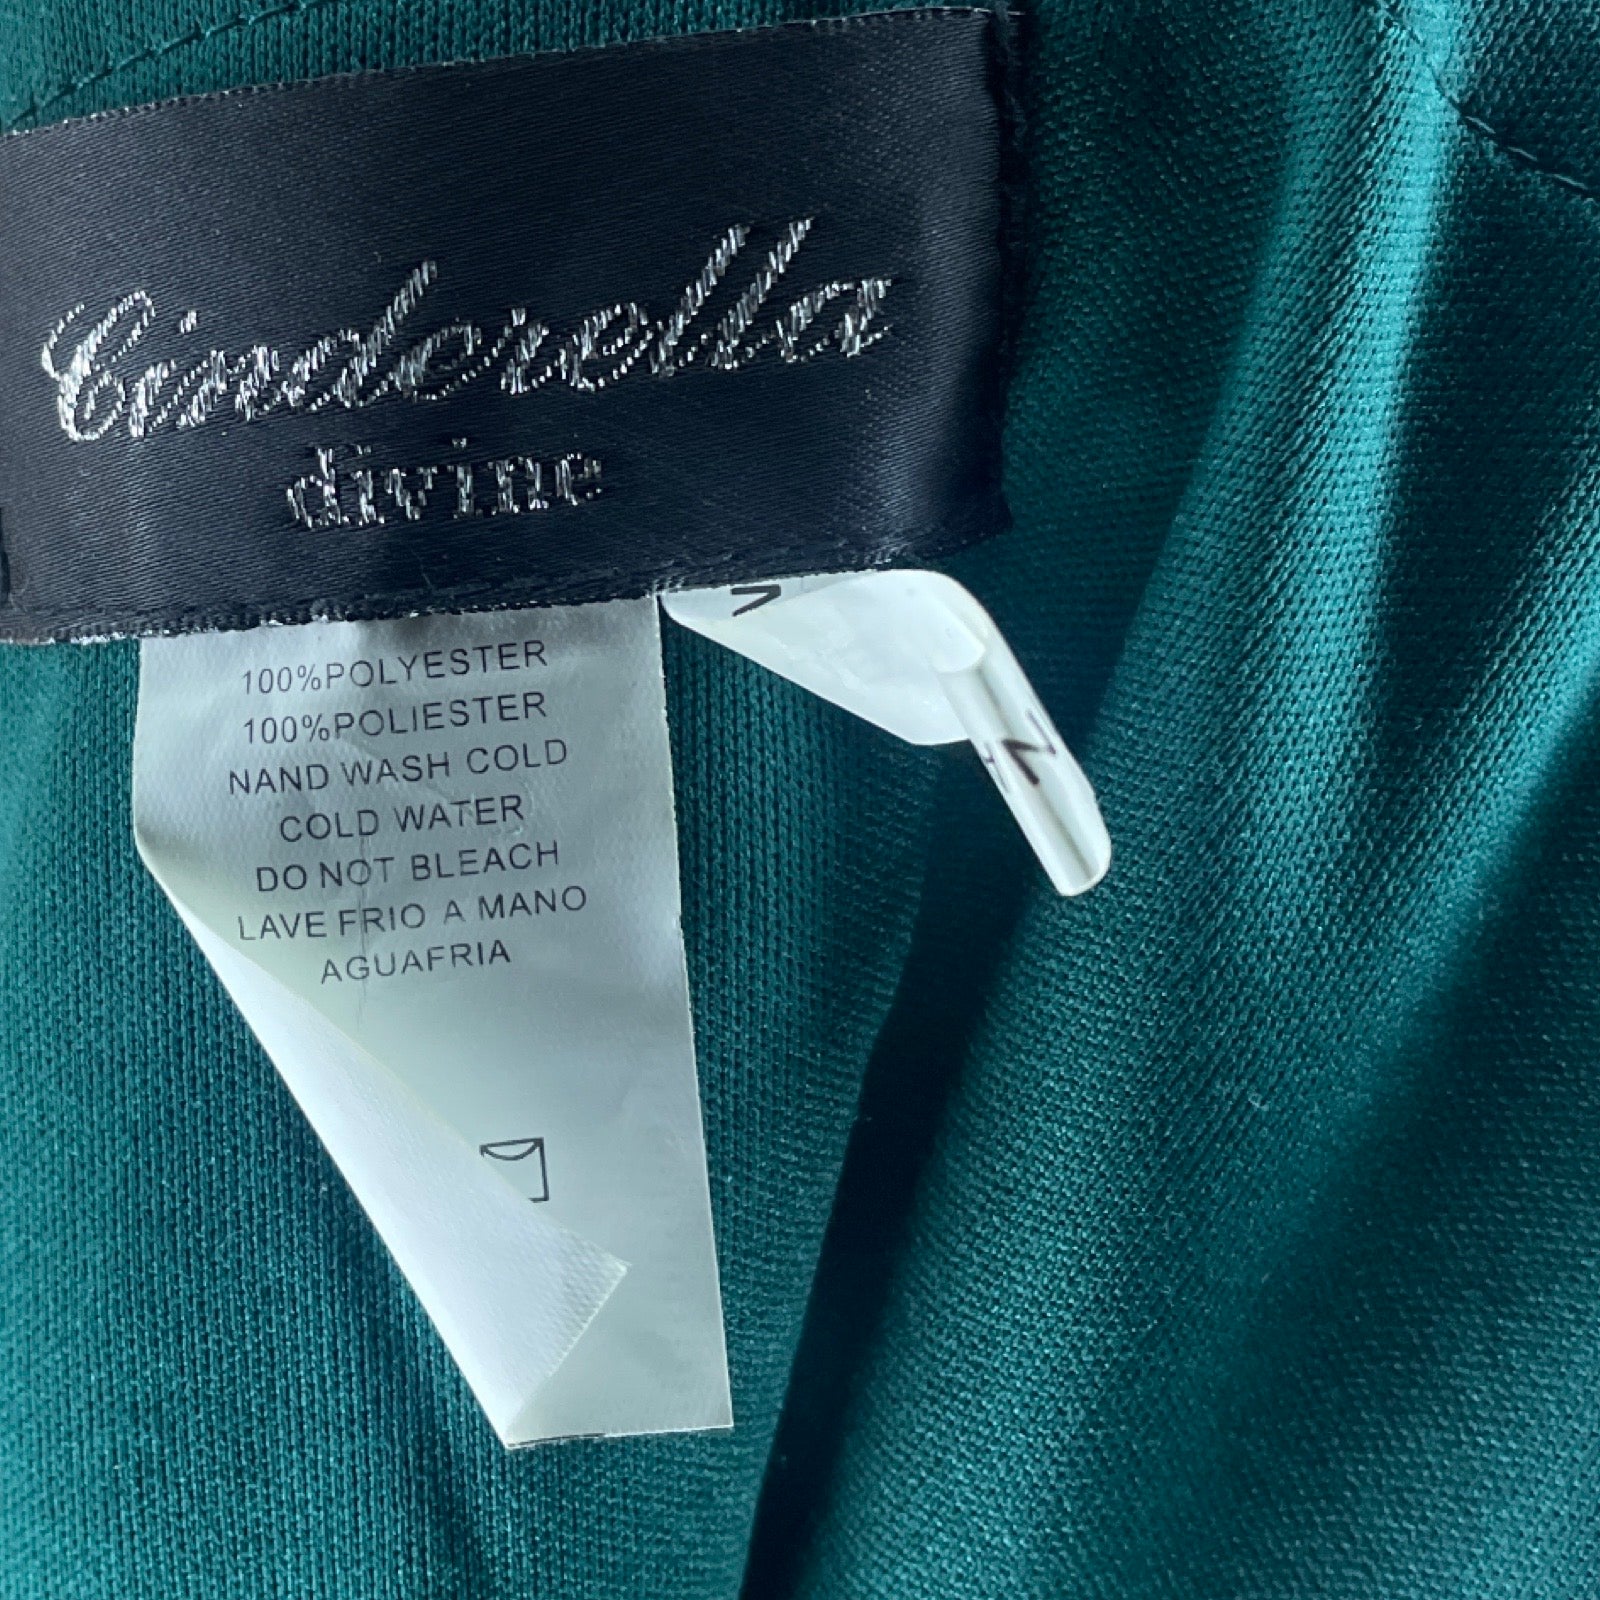 Cinderella
divine
100%POLYESTER
100%POLIESTER
NAND WASH COLD
COLD WATER
DO NOT BLEACH
LAVE FRIO A MANO
AGUAFRIA